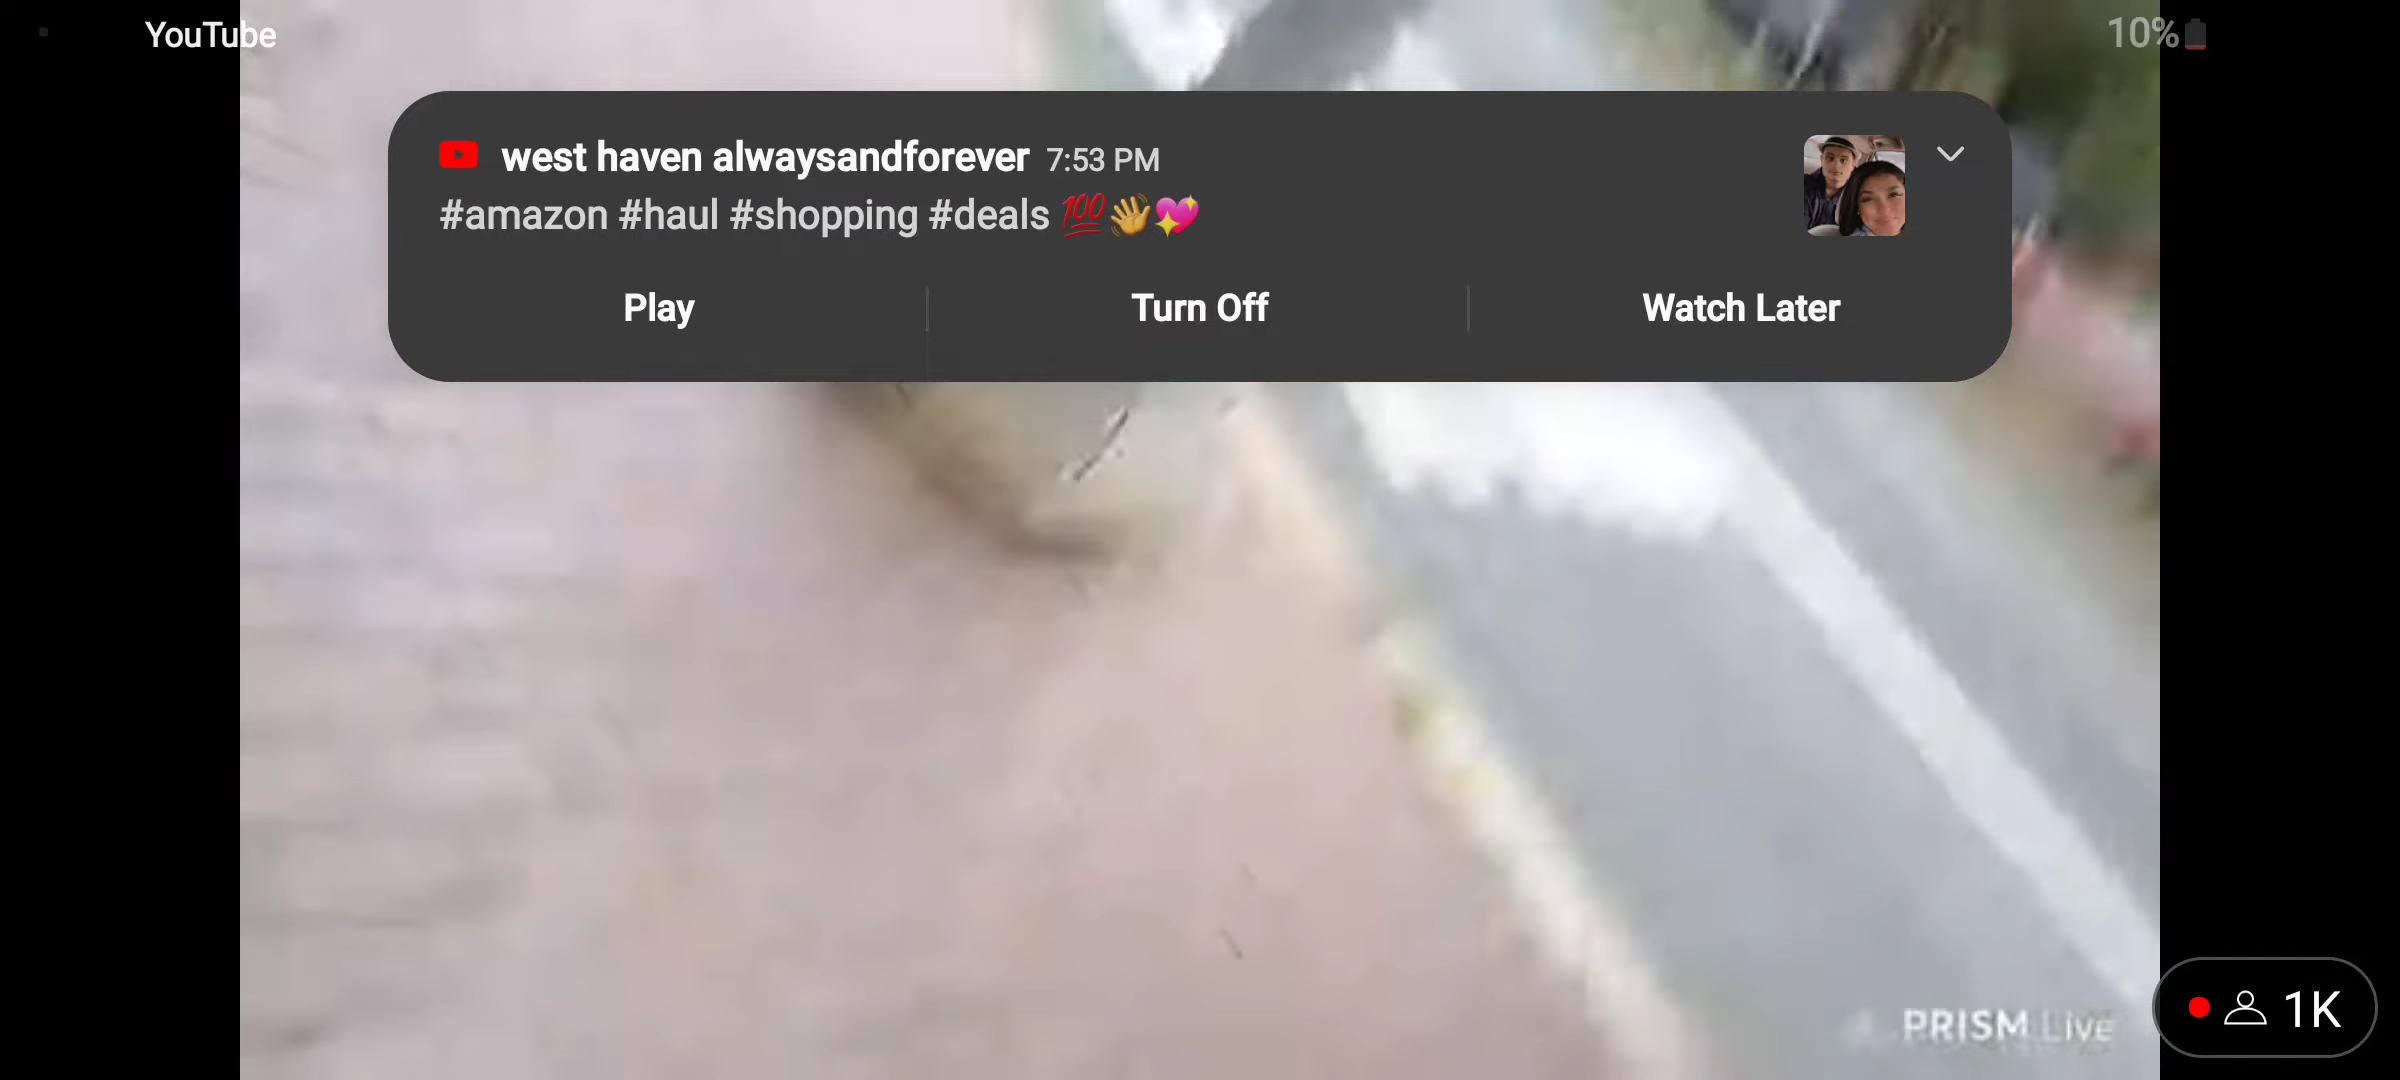 YouTube
10%
west haven alwaysandforever 7:53 PM
#amazon #haul #shopping #deals 💯👋💖
Play
Turn Off
Watch Later
PRISM Live
1K